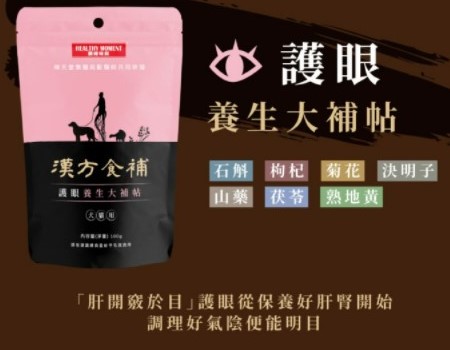 HEALTHY MOMENT
漢方食補
護眼養生大補帖
犬貓用
護眼
養生大補帖
石斛 枸杞 菊花 決明子
山藥 茯苓 熟地黃
「肝開竅於目」護眼從保養好肝腎開始
調理好氣陰便能明目